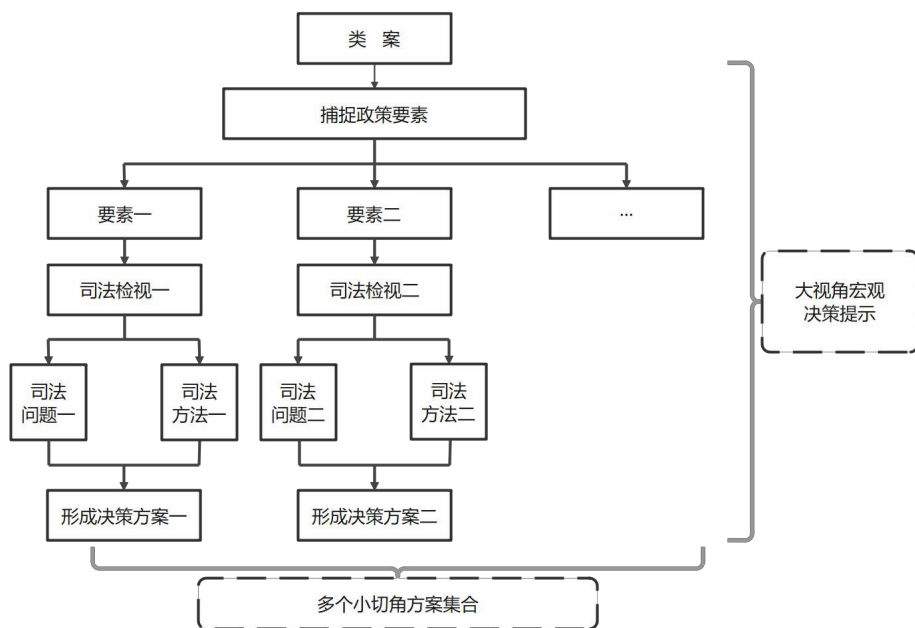 类 案
捕捉政策要素
要素一
要素二
...
司法检视一
司法检视二
大视角宏观
决策提示
司法
问题一
司法
方法一
司法
问题二
司法
方法二
形成决策方案一
形成决策方案二
多个小切角方案集合